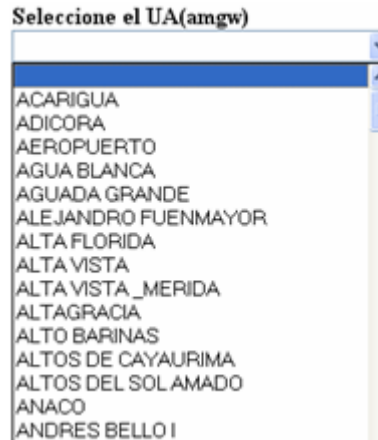 Seleccione el UA(amgw)
ACARIGUA
ADICORA
AEROPUERTO
AGUA BLANCA
AGUADA GRANDE
ALEJANDRO FUENMAYOR
ALTA FLORIDA
ALTA VISTA
ALTA VISTA _MERIDA
ALTAGRACIA
ALTO BARINAS
ALTOS DE CAYAURIMA
ALTOS DEL SOL AMADO
ANACO
ANDRES BELLO I